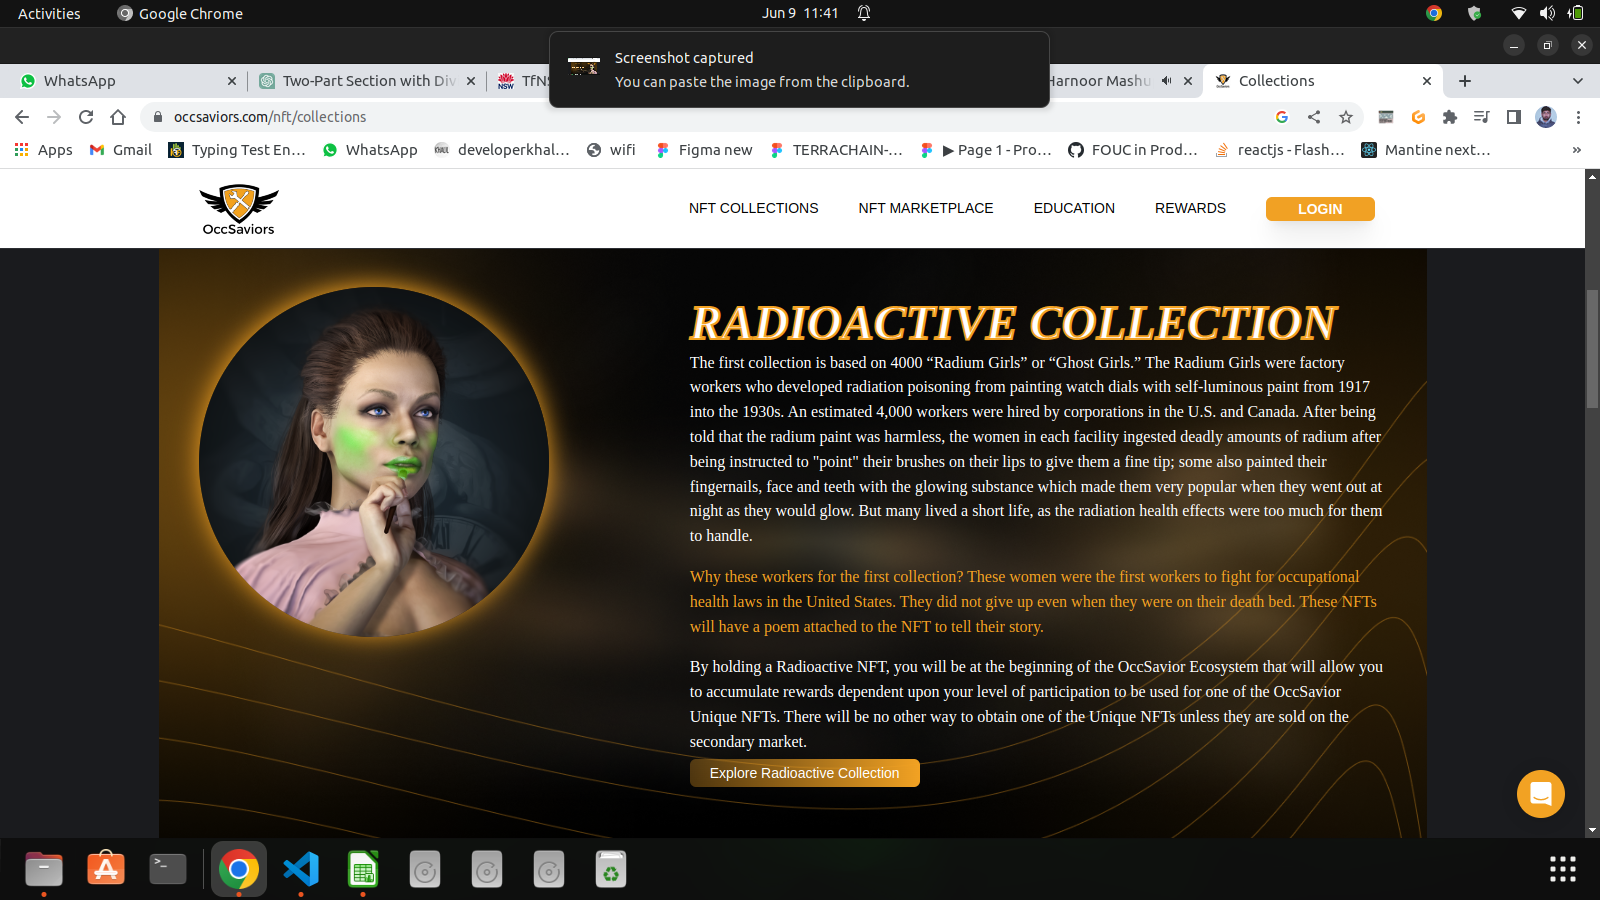 Activities
Google Chrome
Jun 9 11:41
Screenshot captured
You can paste the image from the clipboard.
WhatsApp
Two-Part Section with Div
TfNS
Harnoor Mashu
Collections
occsaviors.com/nft/collections
Apps
Gmail
Typing Test En…
WhatsApp
developerkhal…
wifi
Figma new
TERRACHAIN-…
▶ Page 1 - Pro…
FOUC in Prod…
reactjs - Flash…
Mantine next…
»
OccSaviors
NFT COLLECTIONS
NFT MARKETPLACE
EDUCATION
REWARDS
LOGIN
RADIOACTIVE COLLECTION
The first collection is based on 4000 “Radium Girls” or “Ghost Girls.” The Radium Girls were factory
workers who developed radiation poisoning from painting watch dials with self-luminous paint from 1917
into the 1930s. An estimated 4,000 workers were hired by corporations in the U.S. and Canada. After being
told that the radium paint was harmless, the women in each facility ingested deadly amounts of radium after
being instructed to "point" their brushes on their lips to give them a fine tip; some also painted their
fingernails, face and teeth with the glowing substance which made them very popular when they went out at
night as they would glow. But many lived a short life, as the radiation health effects were too much for them
to handle.
Why these workers for the first collection? These women were the first workers to fight for occupational
health laws in the United States. They did not give up even when they were on their death bed. These NFTs
will have a poem attached to the NFT to tell their story.
By holding a Radioactive NFT, you will be at the beginning of the OccSavior Ecosystem that will allow you
to accumulate rewards dependent upon your level of participation to be used for one of the OccSavior
Unique NFTs. There will be no other way to obtain one of the Unique NFTs unless they are sold on the
secondary market.
Explore Radioactive Collection